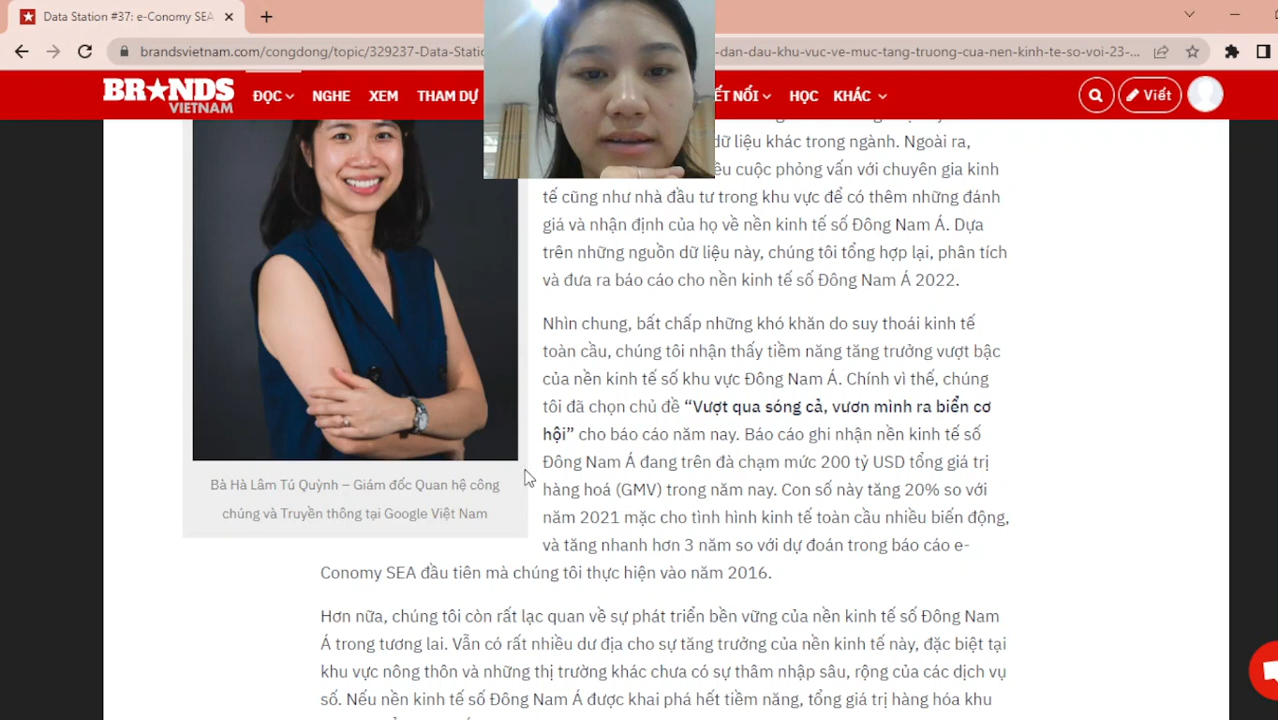 Data Station #37: e-Conomy SEA
brandsvietnam.com/congdong/topic/329237-Data-Stati
dan-dau-khu-vuc-ve-muc-tang-truong-cua-nen-kinh-te-so-voi-23-...
BRANDS
VIETNAM
ĐỌC
NGHE
XEM
THAM DỰ
ẾT NỐI
HỌC
KHÁC
Viết
dữ liệu khác trong ngành. Ngoài ra,
cuộc phỏng vấn với chuyên gia kinh
tế cũng như nhà đầu tư trong khu vực để có thêm những đánh
giá và nhận định của họ về nền kinh tế số Đông Nam Á. Dựa
trên những nguồn dữ liệu này, chúng tôi tổng hợp lại, phân tích
và đưa ra báo cáo cho nền kinh tế số Đông Nam Á 2022.
Nhìn chung, bất chấp những khó khăn do suy thoái kinh tế
toàn cầu, chúng tôi nhận thấy tiềm năng tăng trưởng vượt bậc
của nền kinh tế số khu vực Đông Nam Á. Chính vì thế, chúng
tôi đã chọn chủ đề “Vượt qua sóng cả, vươn mình ra biển cơ
hội” cho báo cáo năm nay. Báo cáo ghi nhận nền kinh tế số
Đông Nam Á đang trên đà chạm mức 200 tỷ USD tổng giá trị
hàng hoá (GMV) trong năm nay. Con số này tăng 20% so với
năm 2021 mặc cho tình hình kinh tế toàn cầu nhiều biến động,
và tăng nhanh hơn 3 năm so với dự đoán trong báo cáo e-
Conomy SEA đầu tiên mà chúng tôi thực hiện vào năm 2016.
Bà Hà Lâm Tú Quỳnh – Giám đốc Quan hệ công
chúng và Truyền thông tại Google Việt Nam
Hơn nữa, chúng tôi còn rất lạc quan về sự phát triển bền vững của nền kinh tế số Đông Nam
Á trong tương lai. Vẫn có rất nhiều dư địa cho sự tăng trưởng của nền kinh tế này, đặc biệt tại
khu vực nông thôn và những thị trường khác chưa có sự thâm nhập sâu, rộng của các dịch vụ
số. Nếu nền kinh tế số Đông Nam Á được khai phá hết tiềm năng, tổng giá trị hàng hóa khu